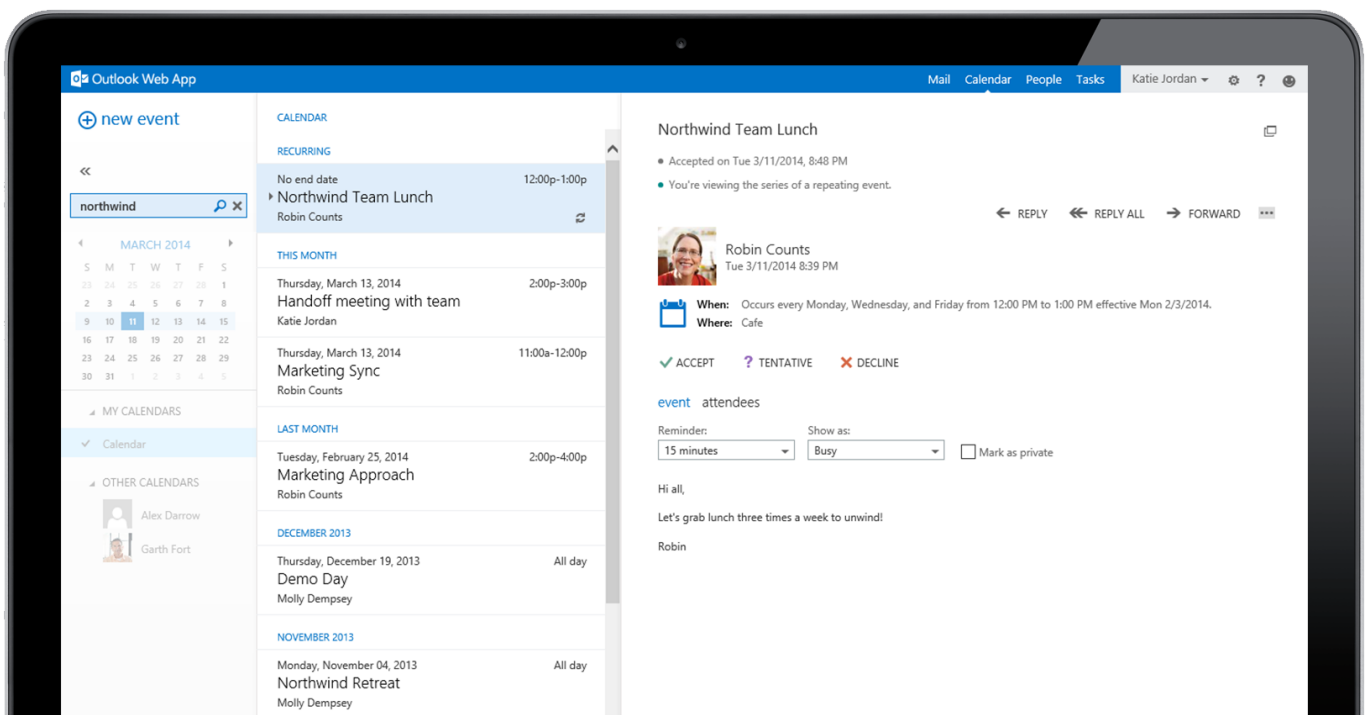 Outlook Web App
Mail Calendar People Tasks Katie Jordan ?
new event
«
northwind
MARCH 2014
S M T W T F S
23 24 25 26 27 28 1
2 3 4 5 6 7 8
9 10 11 12 13 14 15
16 17 18 19 20 21 22
23 24 25 26 27 28 29
30 31 1 2 3 4 5
MY CALENDARS
Calendar
OTHER CALENDARS
Alex Darrow
Garth Fort
CALENDAR
RECURRING
No end date 12:00p-1:00p
Northwind Team Lunch
Robin Counts
THIS MONTH
Thursday, March 13, 2014 2:00p-3:00p
Handoff meeting with team
Katie Jordan
Thursday, March 13, 2014 11:00a-12:00p
Marketing Sync
Robin Counts
LAST MONTH
Tuesday, February 25, 2014 2:00p-4:00p
Marketing Approach
Robin Counts
DECEMBER 2013
Thursday, December 19, 2013 All day
Demo Day
Molly Dempsey
NOVEMBER 2013
Monday, November 04, 2013 All day
Northwind Retreat
Molly Dempsey
Northwind Team Lunch
Accepted on Tue 3/11/2014, 8:48 PM
You're viewing the series of a repeating event.
REPLY REPLY ALL FORWARD ...
Robin Counts
Tue 3/11/2014 8:39 PM
When: Occurs every Monday, Wednesday, and Friday from 12:00 PM to 1:00 PM effective Mon 2/3/2014.
Where: Cafe
ACCEPT ? TENTATIVE DECLINE
event attendees
Reminder: Show as:
15 minutes Busy Mark as private
Hi all,
Let's grab lunch three times a week to unwind!
Robin